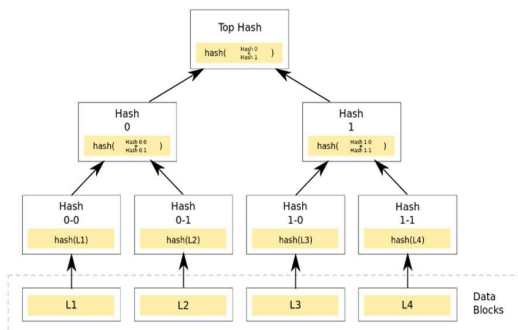 Top Hash
hash( Hash 0 + Hash 1 )
Hash
0
hash( Hash 0-0 + Hash 0-1 )
Hash
1
hash( Hash 1-0 + Hash 1-1 )
Hash
0-0
hash(L1)
Hash
0-1
hash(L2)
Hash
1-0
hash(L3)
Hash
1-1
hash(L4)
L1
L2
L3
L4
Data
Blocks